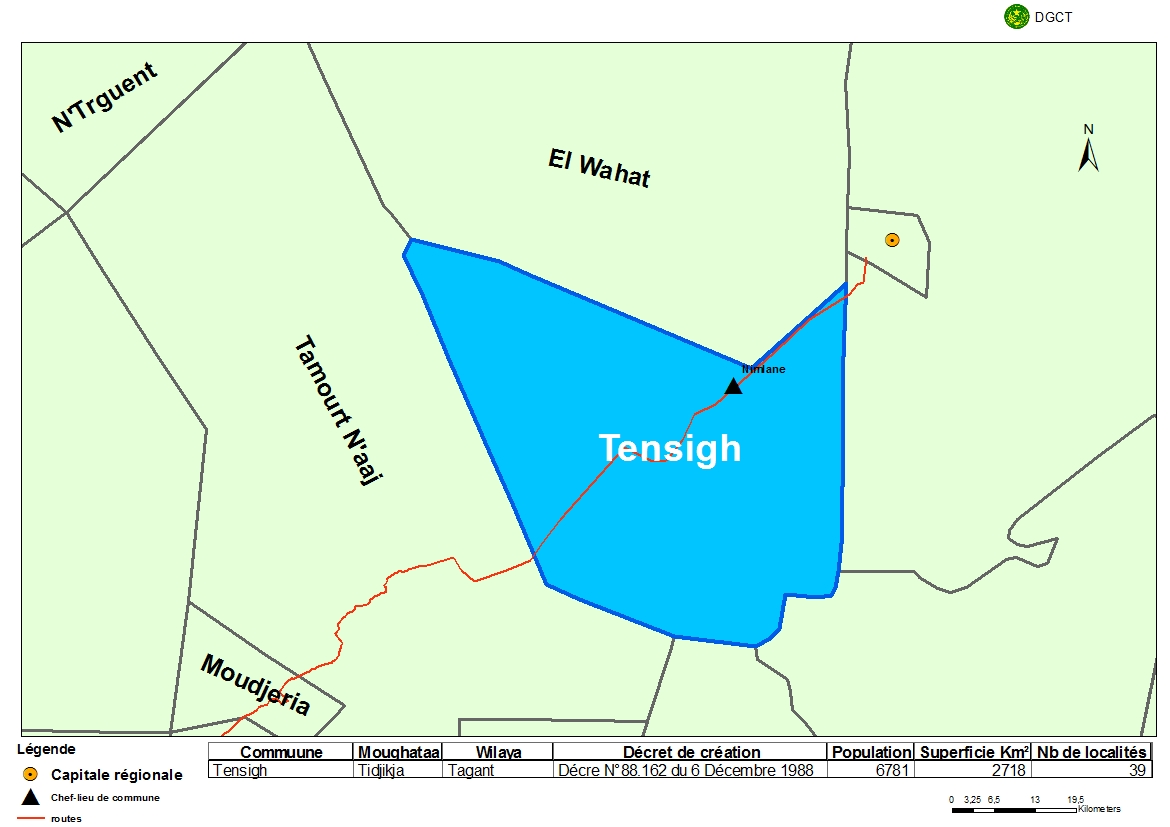 DGCT
N'Trguent
El Wahat
N
Tamourt N'aaj
Tensigh
Moudjeria
Légende
Capitale régionale
Chef-lieu de commune
routes
Commuune Moughataa Wilaya Décret de création Population Superficie Km² Nb de localités
Tensigh Tidjikja Tagant Décre N°88.162 du 6 Décembre 1988 6781 2718 39
0 3,25 6,5 13 19,5
Kilometers